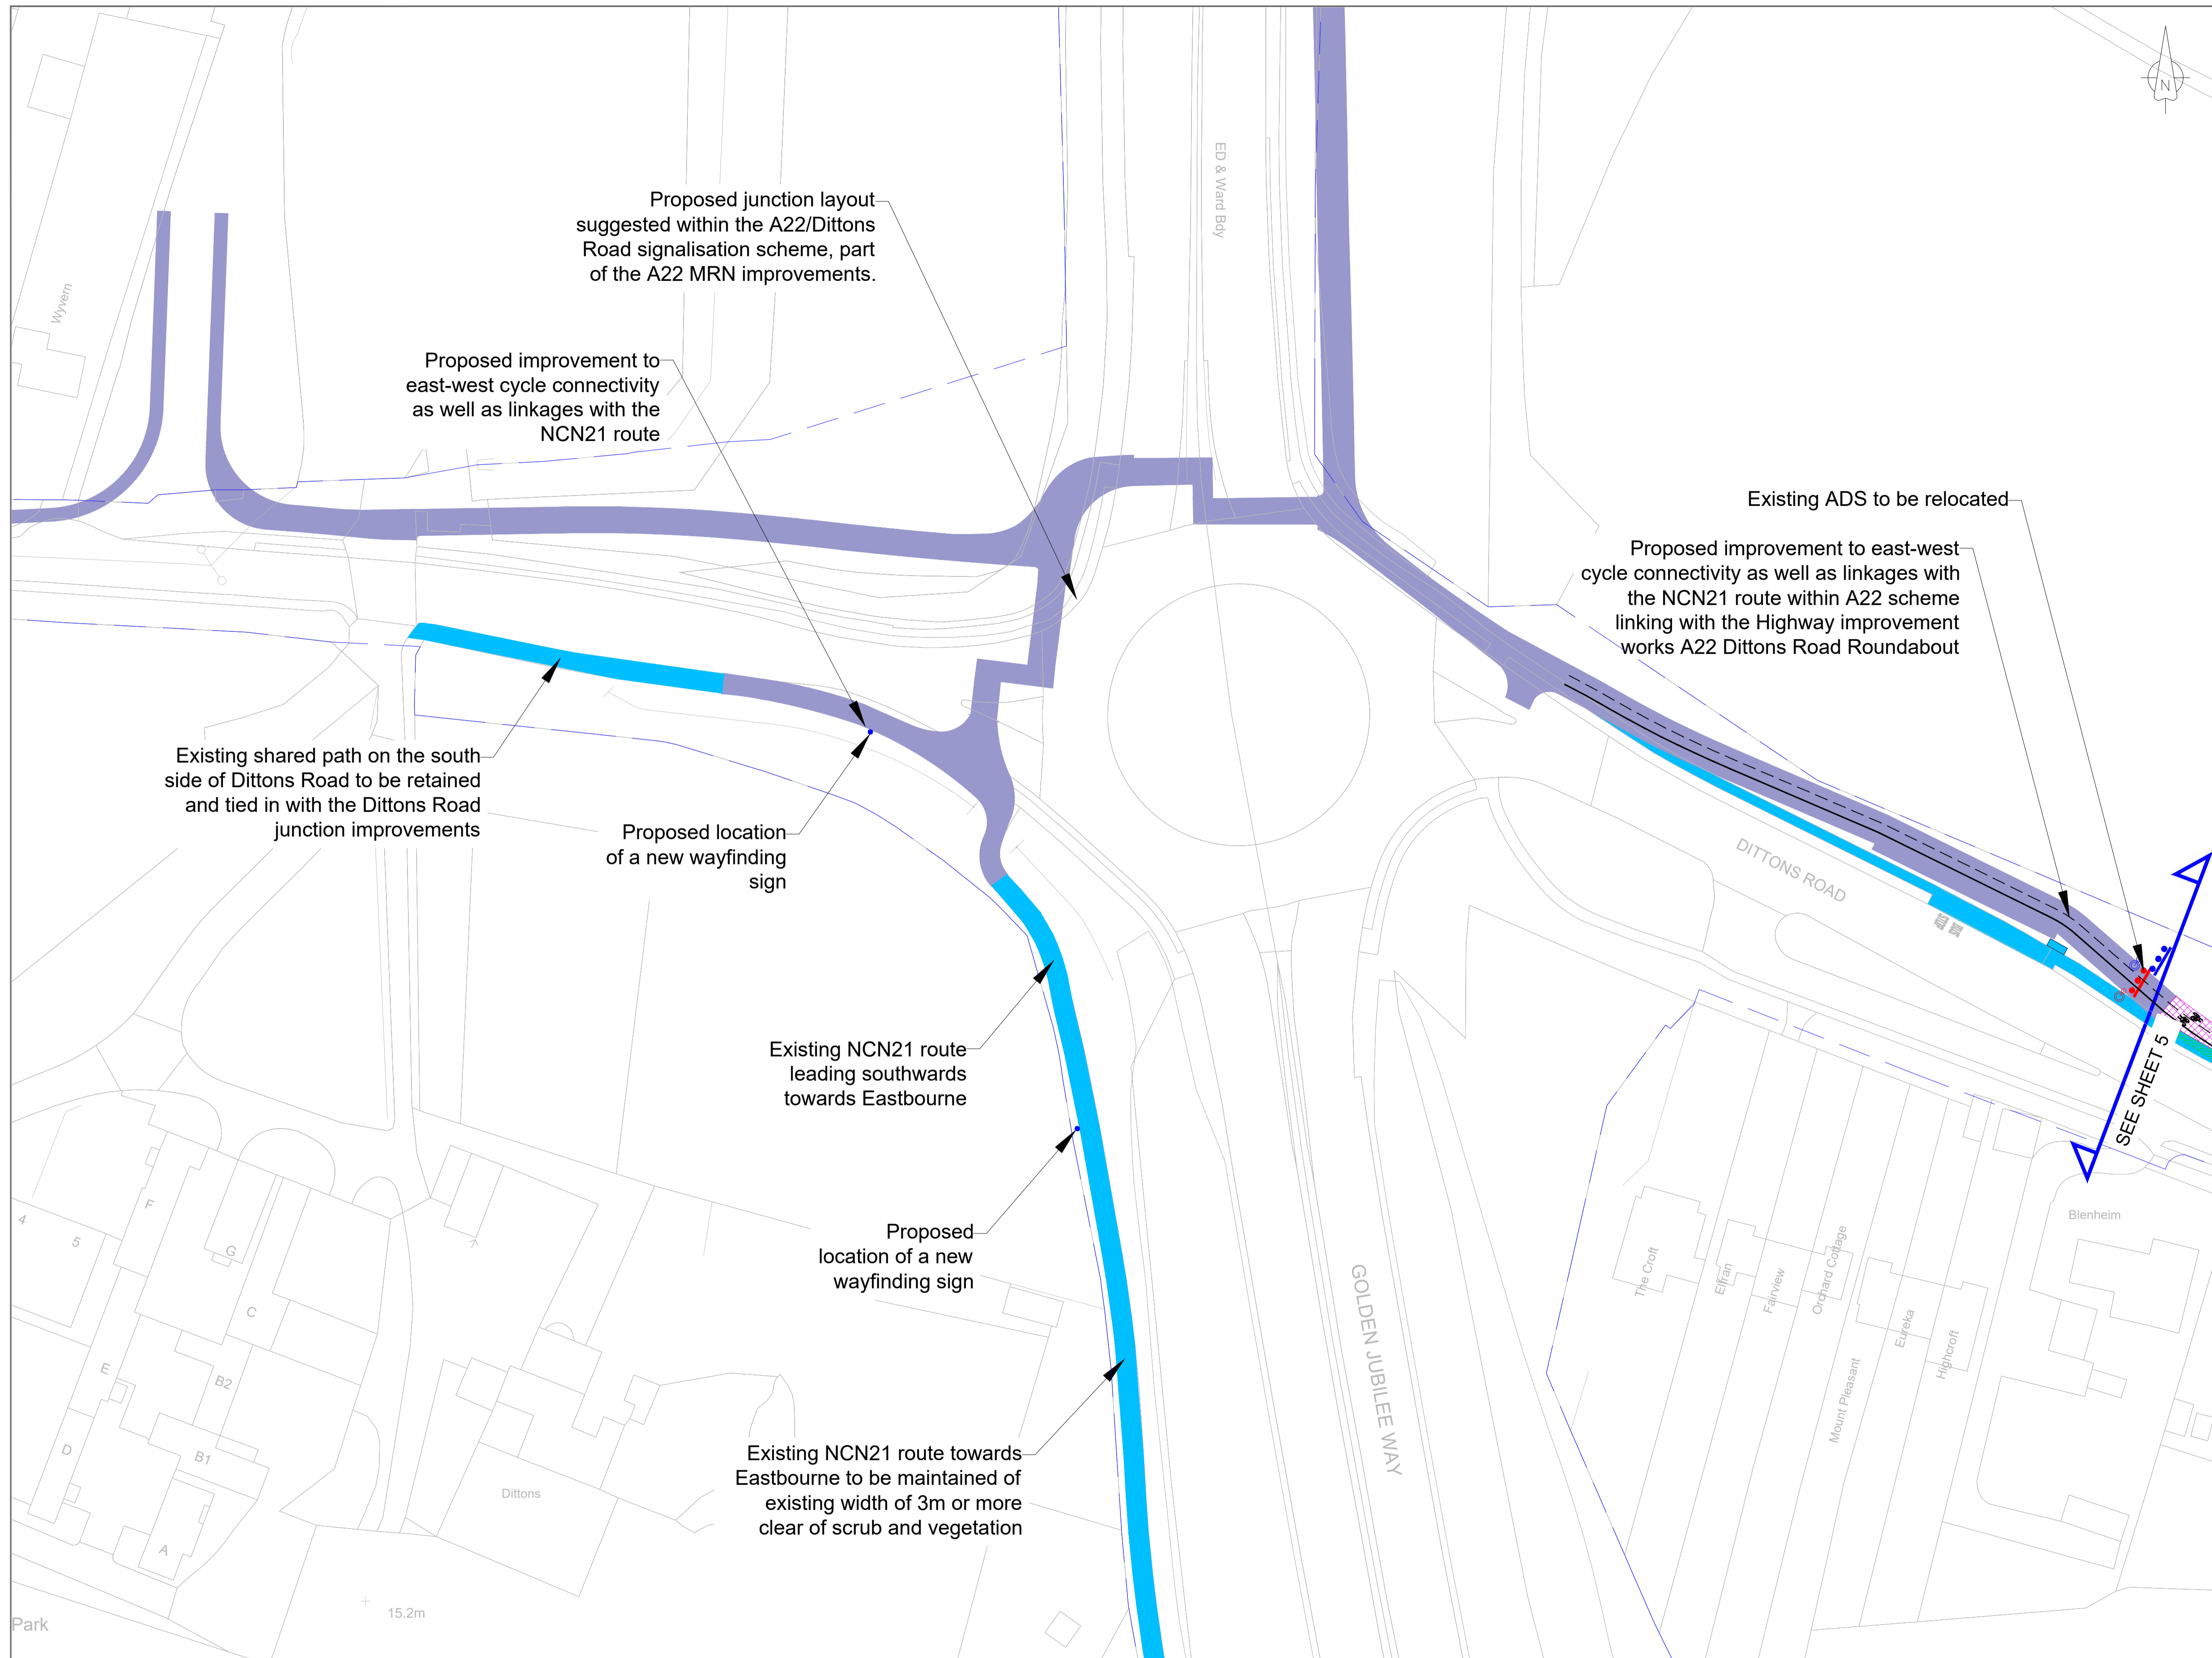 N
ED & Ward Bdy
Wyvern
Proposed junction layout
suggested within the A22/Dittons
Road signalisation scheme, part
of the A22 MRN improvements.
Proposed improvement to
east-west cycle connectivity
as well as linkages with the
NCN21 route
Existing ADS to be relocated
Proposed improvement to east-west
cycle connectivity as well as linkages with
the NCN21 route within A22 scheme
linking with the Highway improvement
works A22 Dittons Road Roundabout
Existing shared path on the south
side of Dittons Road to be retained
and tied in with the Dittons Road
junction improvements
Proposed location
of a new wayfinding
sign
DITTONS ROAD
SEE SHEET 5
Existing NCN21 route
leading southwards
towards Eastbourne
Proposed
location of a new
wayfinding sign
GOLDEN JUBILEE WAY
Existing NCN21 route towards
Eastbourne to be maintained of
existing width of 3m or more
clear of scrub and vegetation
The Croft
Elfran
Fairview
Orchard Cottage
Mount Pleasant
Eureka
Highcroft
Blenheim
4
5
F
G
C
E
B2
D
B1
A
Dittons
15.2m
Park